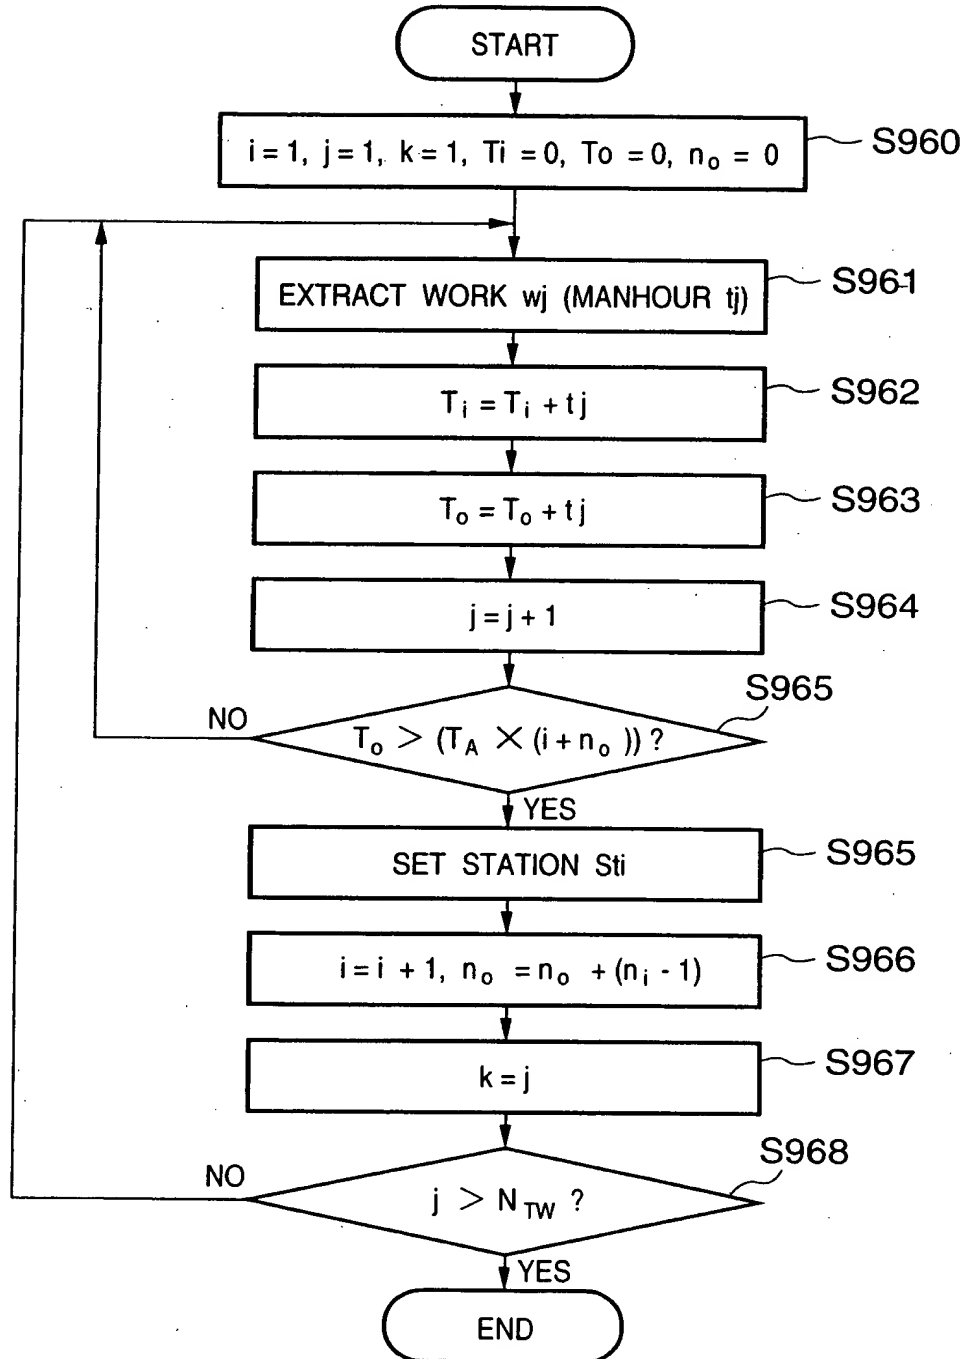 START
i = 1, j = 1, k = 1, Ti = 0, To = 0, no = 0
S960
EXTRACT WORK wj (MANHOUR tj)
S961
Ti = Ti + tj
S962
To = To + tj
S963
j = j + 1
S964
S965
NO
To > (TA × (i + no)) ?
YES
SET STATION Sti
S965
i = i + 1, no = no + (ni - 1)
S966
k = j
S967
S968
NO
j > NTW ?
YES
END